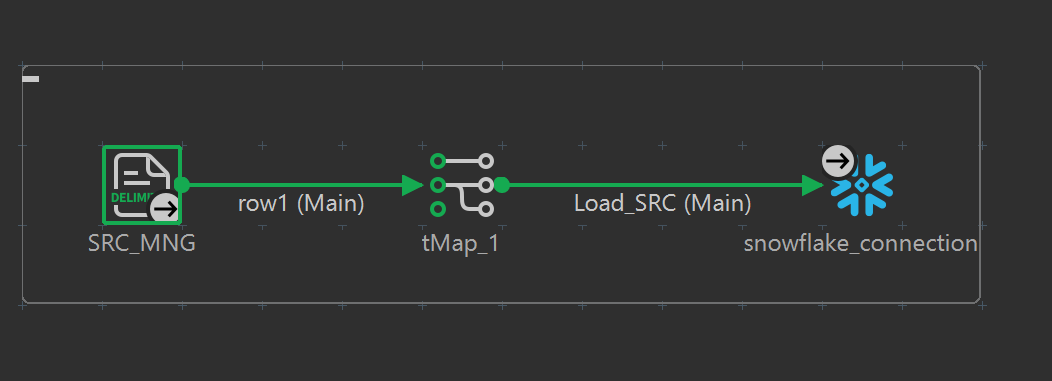 DELIM
row1 (Main)
Load_SRC (Main)
SRC_MNG
tMap_1
snowflake_connection